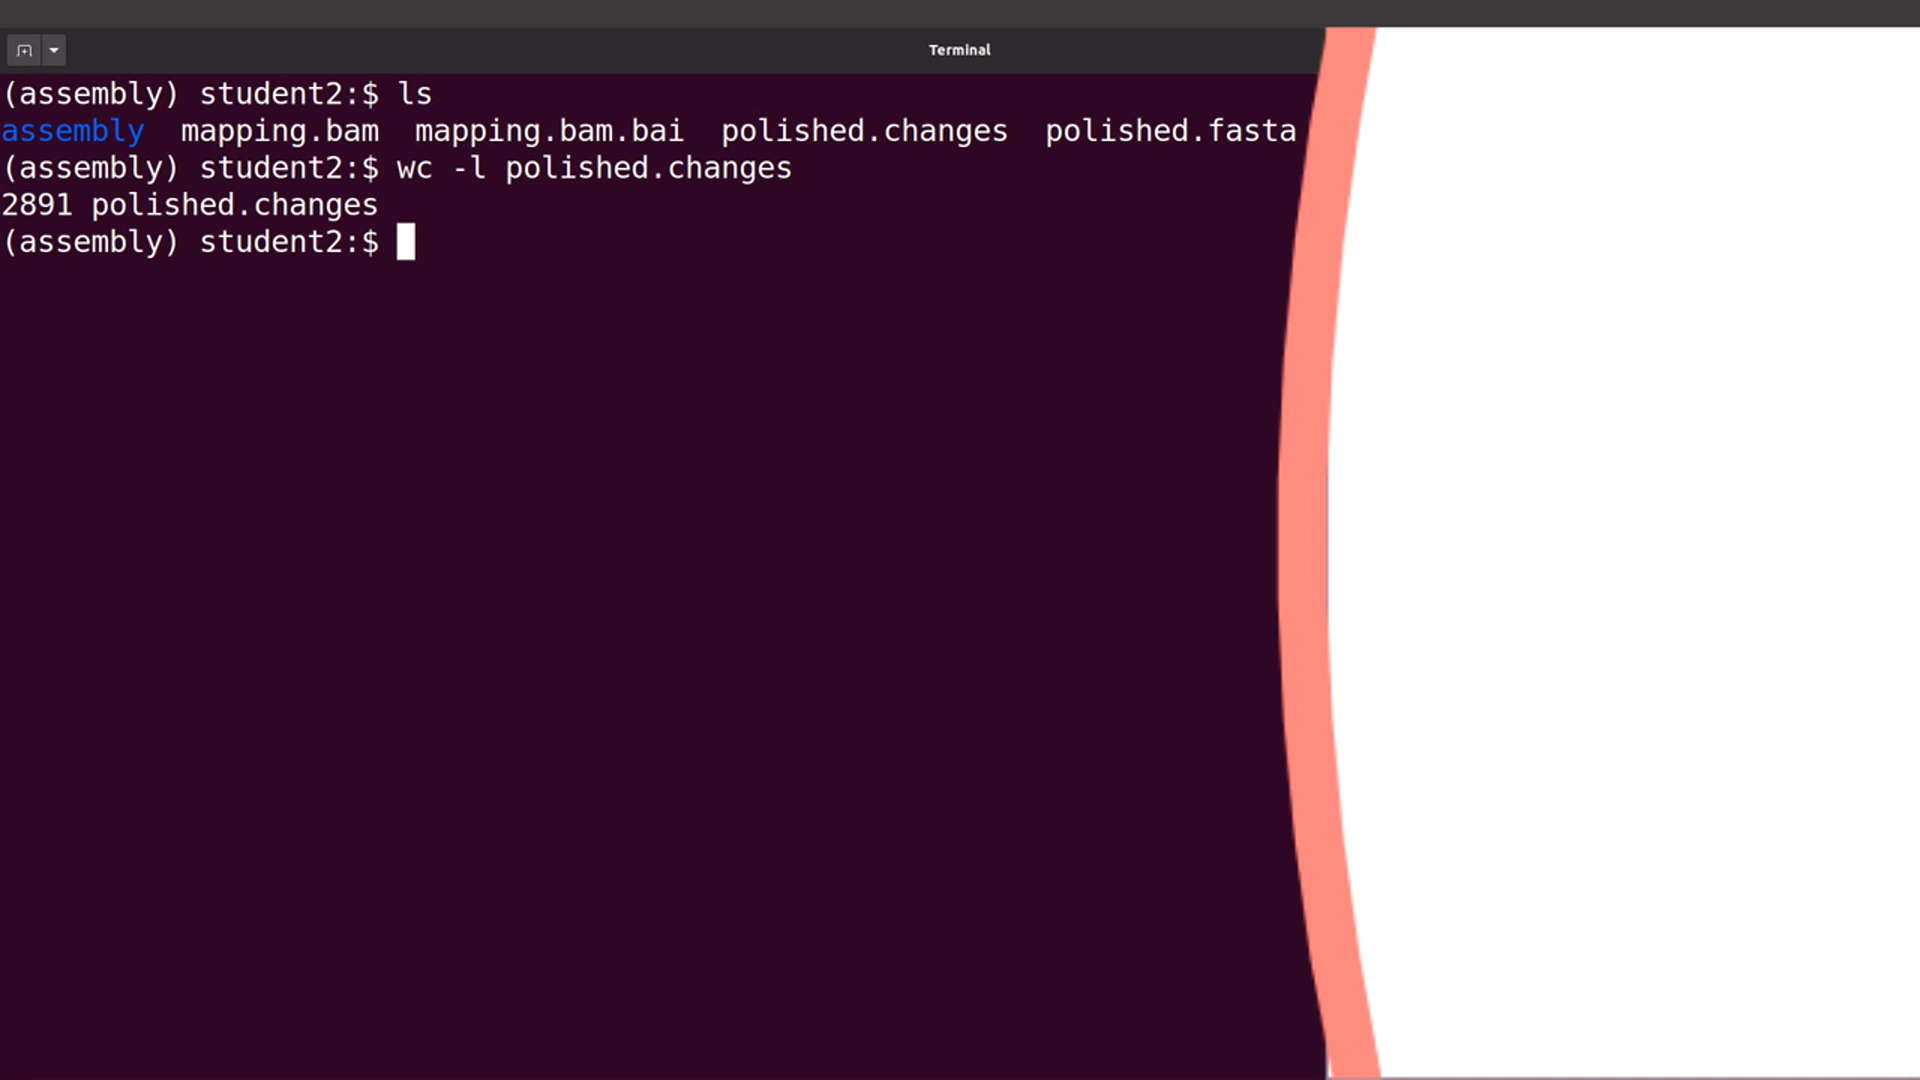 Terminal
(assembly) student2:$ ls
assembly  mapping.bam  mapping.bam.bai  polished.changes  polished.fasta
(assembly) student2:$ wc -l polished.changes
2891 polished.changes
(assembly) student2:$